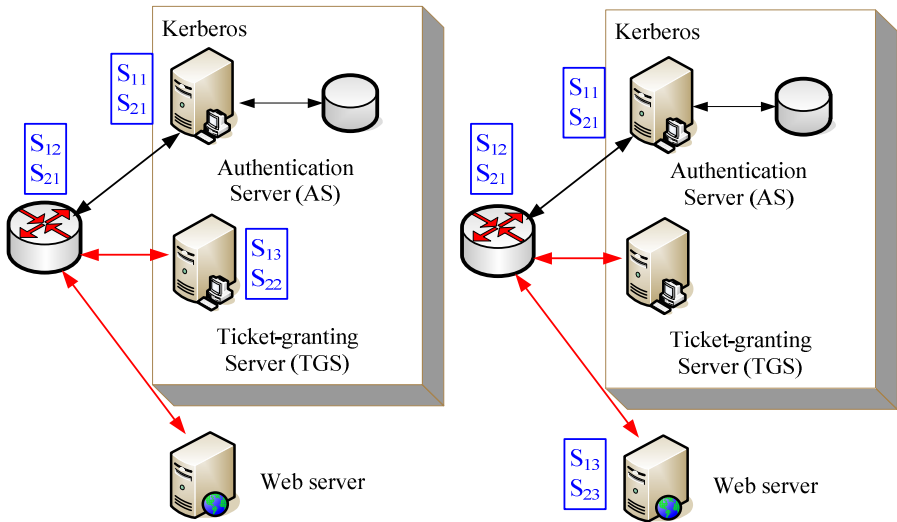 Kerberos
S₁₁
S₂₁
S₁₂
S₂₁
Authentication
Server (AS)
S₁₃
S₂₂
Ticket-granting
Server (TGS)
Web server
Kerberos
S₁₁
S₂₁
S₁₂
S₂₁
Authentication
Server (AS)
Ticket-granting
Server (TGS)
S₁₃
S₂₃
Web server